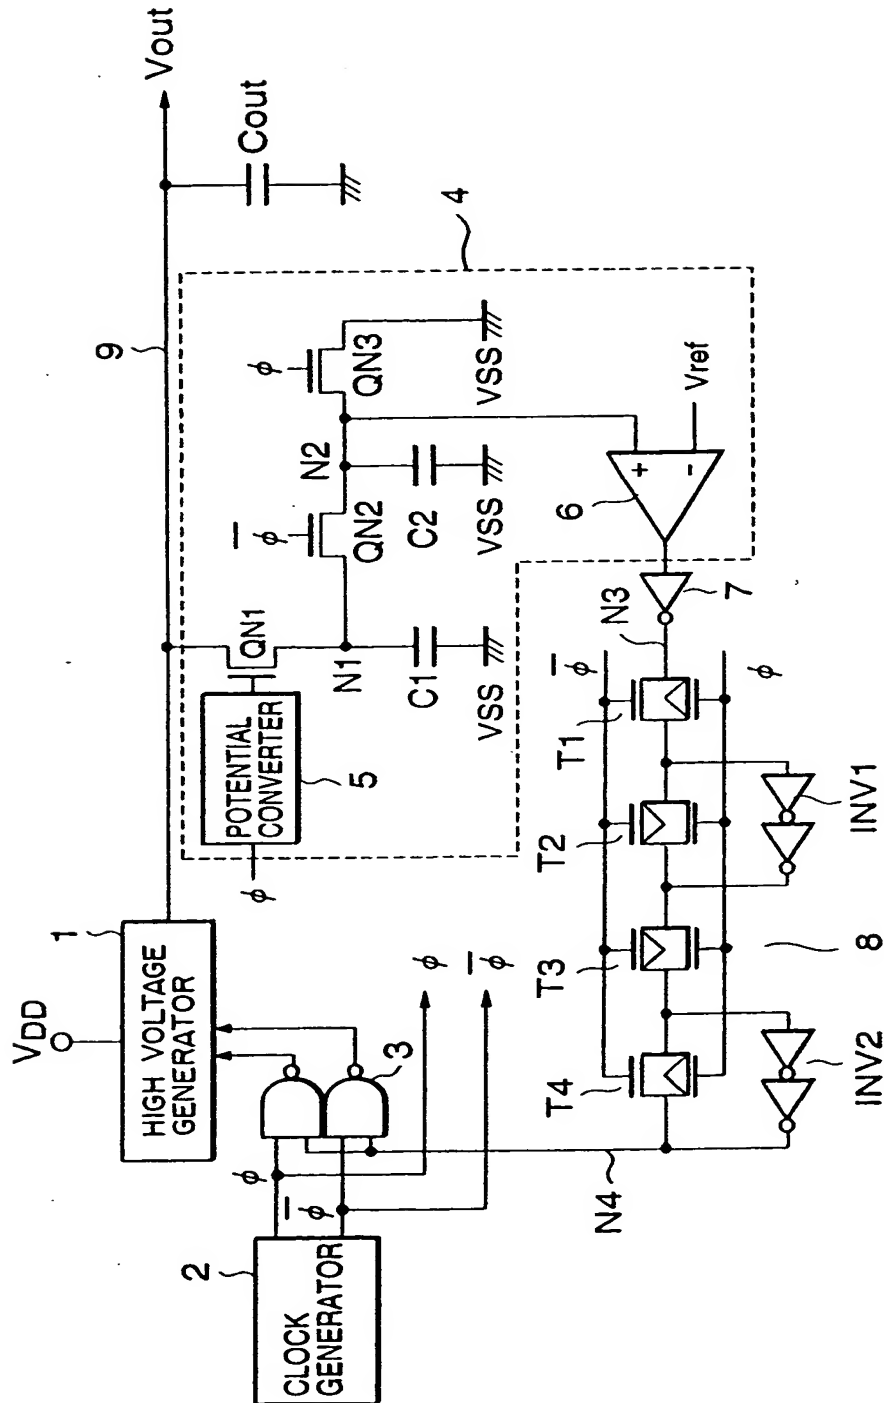 VDD
1
HIGH VOLTAGE
GENERATOR
9
Vout
Cout
2
CLOCK
GENERATOR
ϕ
ϕ̅
3
ϕ
ϕ̅
ϕ
POTENTIAL
CONVERTER
5
QN1
N1
C1
VSS
ϕ̅
QN2
N2
C2
VSS
ϕ
QN3
VSS
4
6
+
-
Vref
7
N3
ϕ̅
ϕ
T1
T2
T3
T4
INV1
INV2
8
N4